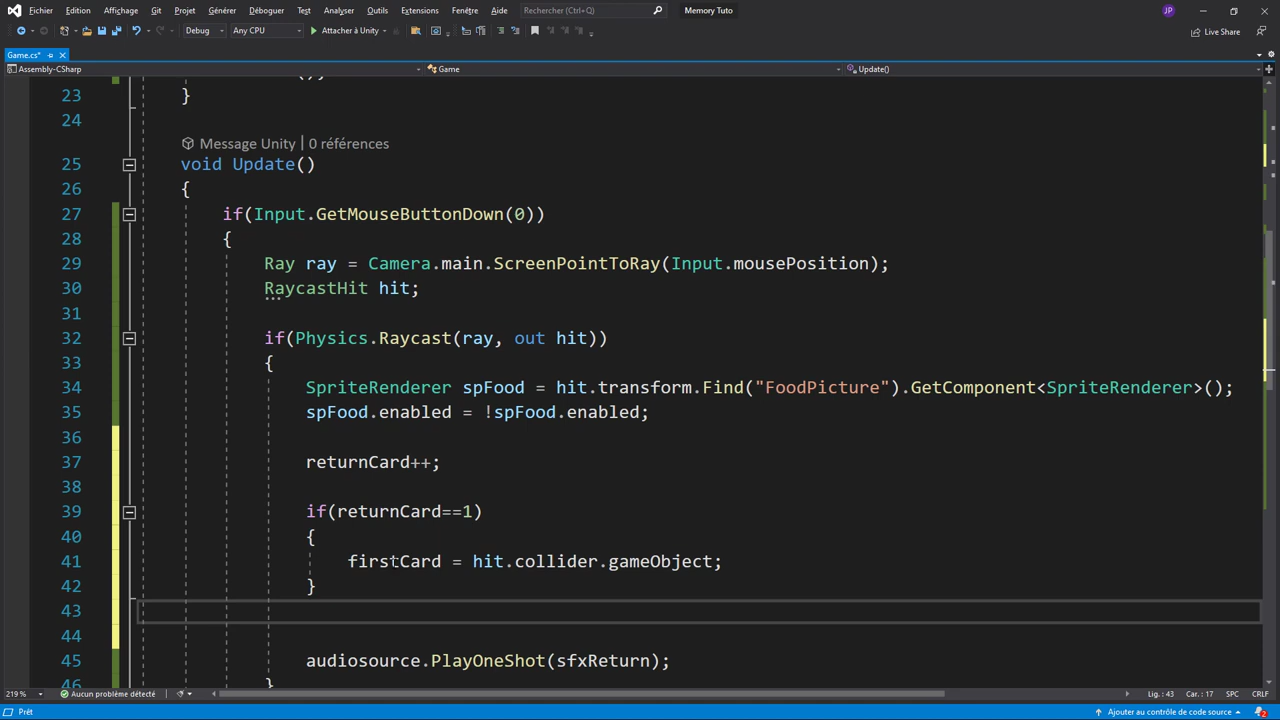 Fichier Édition Affichage Git Projet Générer Déboguer Test Analyser Outils Extensions Fenêtre Aide Rechercher (Ctrl+Q) Memory Tuto JP
Debug Any CPU Attacher à Unity Live Share
Game.cs*
Assembly-CSharp Game Update()
23 }
24
Message Unity | 0 références
25 void Update()
26 {
27 if(Input.GetMouseButtonDown(0))
28 {
29 Ray ray = Camera.main.ScreenPointToRay(Input.mousePosition);
30 RaycastHit hit;
31
32 if(Physics.Raycast(ray, out hit))
33 {
34 SpriteRenderer spFood = hit.transform.Find("FoodPicture").GetComponent<SpriteRenderer>();
35 spFood.enabled = !spFood.enabled;
36
37 returnCard++;
38
39 if(returnCard==1)
40 {
41 firstCard = hit.collider.gameObject;
42 }
43
44
45 audiosource.PlayOneShot(sfxReturn);
46 }
219 % Aucun problème détecté Lig. : 43 Car. : 17 SPC CRLF
Prêt Ajouter au contrôle de code source 2